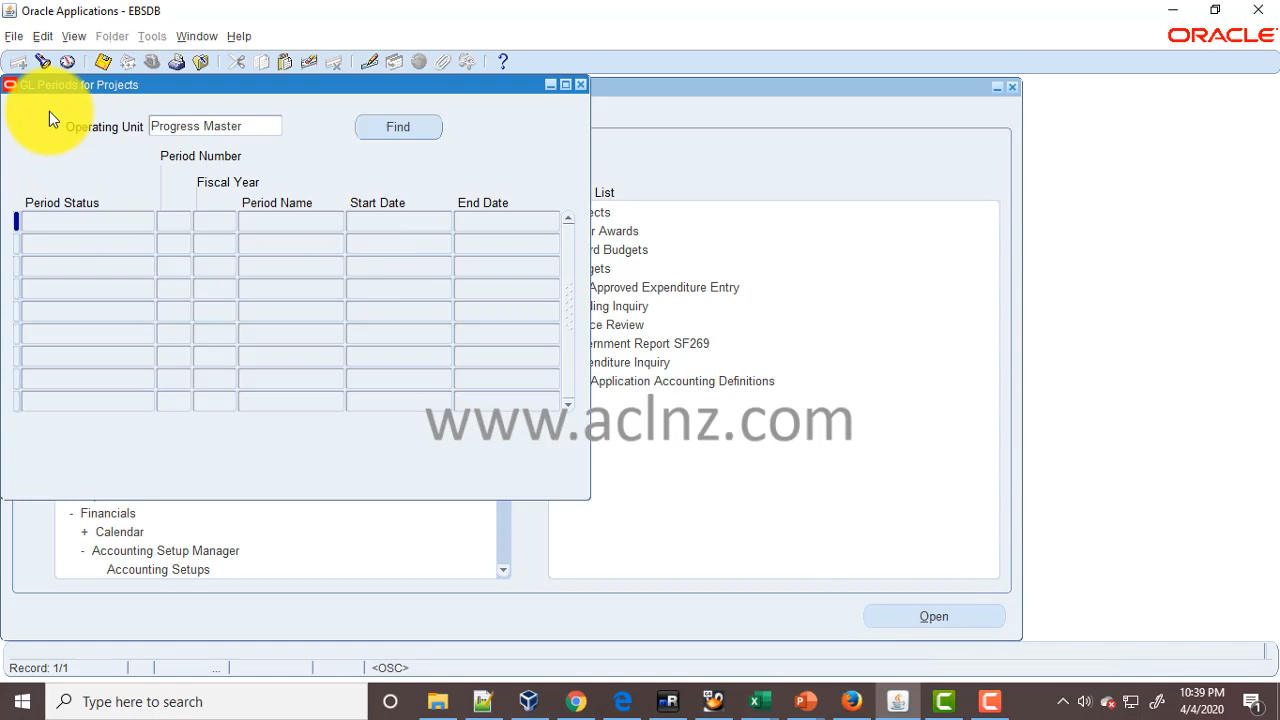 Oracle Applications - EBSDB
File Edit View Folder Tools Window Help
ORACLE
GL Periods for Projects
Operating Unit Progress Master Find
Period Number
Fiscal Year
Period Status Period Name Start Date End Date
List
ects
r Awards
rd Budgets
gets
Approved Expenditure Entry
ding Inquiry
ce Review
ernment Report SF269
enditure Inquiry
Application Accounting Definitions
www.aclnz.com
- Financials
+ Calendar
- Accounting Setup Manager
Accounting Setups
Open
Record: 1/1 ... <OSC>
Type here to search
10:39 PM
4/4/2020
1